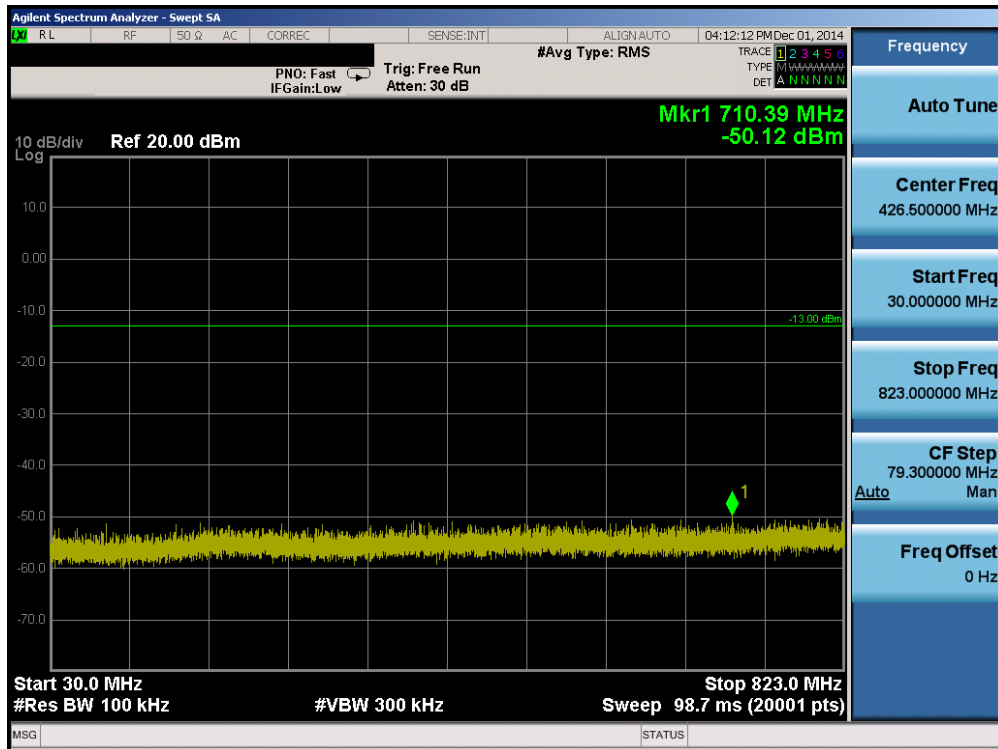 Agilent Spectrum Analyzer - Swept SA
LXI RL RF 50 Ω AC CORREC SENSE:INT ALIGN AUTO 04:12:12 PM Dec 01, 2014
#Avg Type: RMS TRACE 1 2 3 4 5 6
PNO: Fast Trig: Free Run TYPE M WWWWW
IFGain:Low Atten: 30 dB DET A N N N N N
Mkr1 710.39 MHz
-50.12 dBm
10 dB/div Ref 20.00 dBm
Log
10.0
0.00
-10.0
-13.00 dBm
-20.0
-30.0
-40.0
1
-50.0
-60.0
-70.0
Start 30.0 MHz Stop 823.0 MHz
#Res BW 100 kHz #VBW 300 kHz Sweep 98.7 ms (20001 pts)
MSG STATUS
Frequency
Auto Tune
Center Freq
426.500000 MHz
Start Freq
30.000000 MHz
Stop Freq
823.000000 MHz
CF Step
79.300000 MHz
Auto Man
Freq Offset
0 Hz